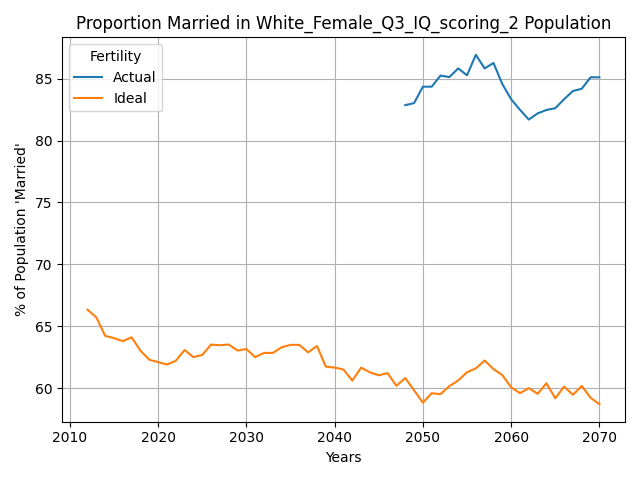 Proportion Married in White_Female_Q3_IQ_scoring_2 Population
Fertility
Actual
Ideal
85
80
75
70
65
60
% of Population 'Married'
2010
2020
2030
2040
2050
2060
2070
Years